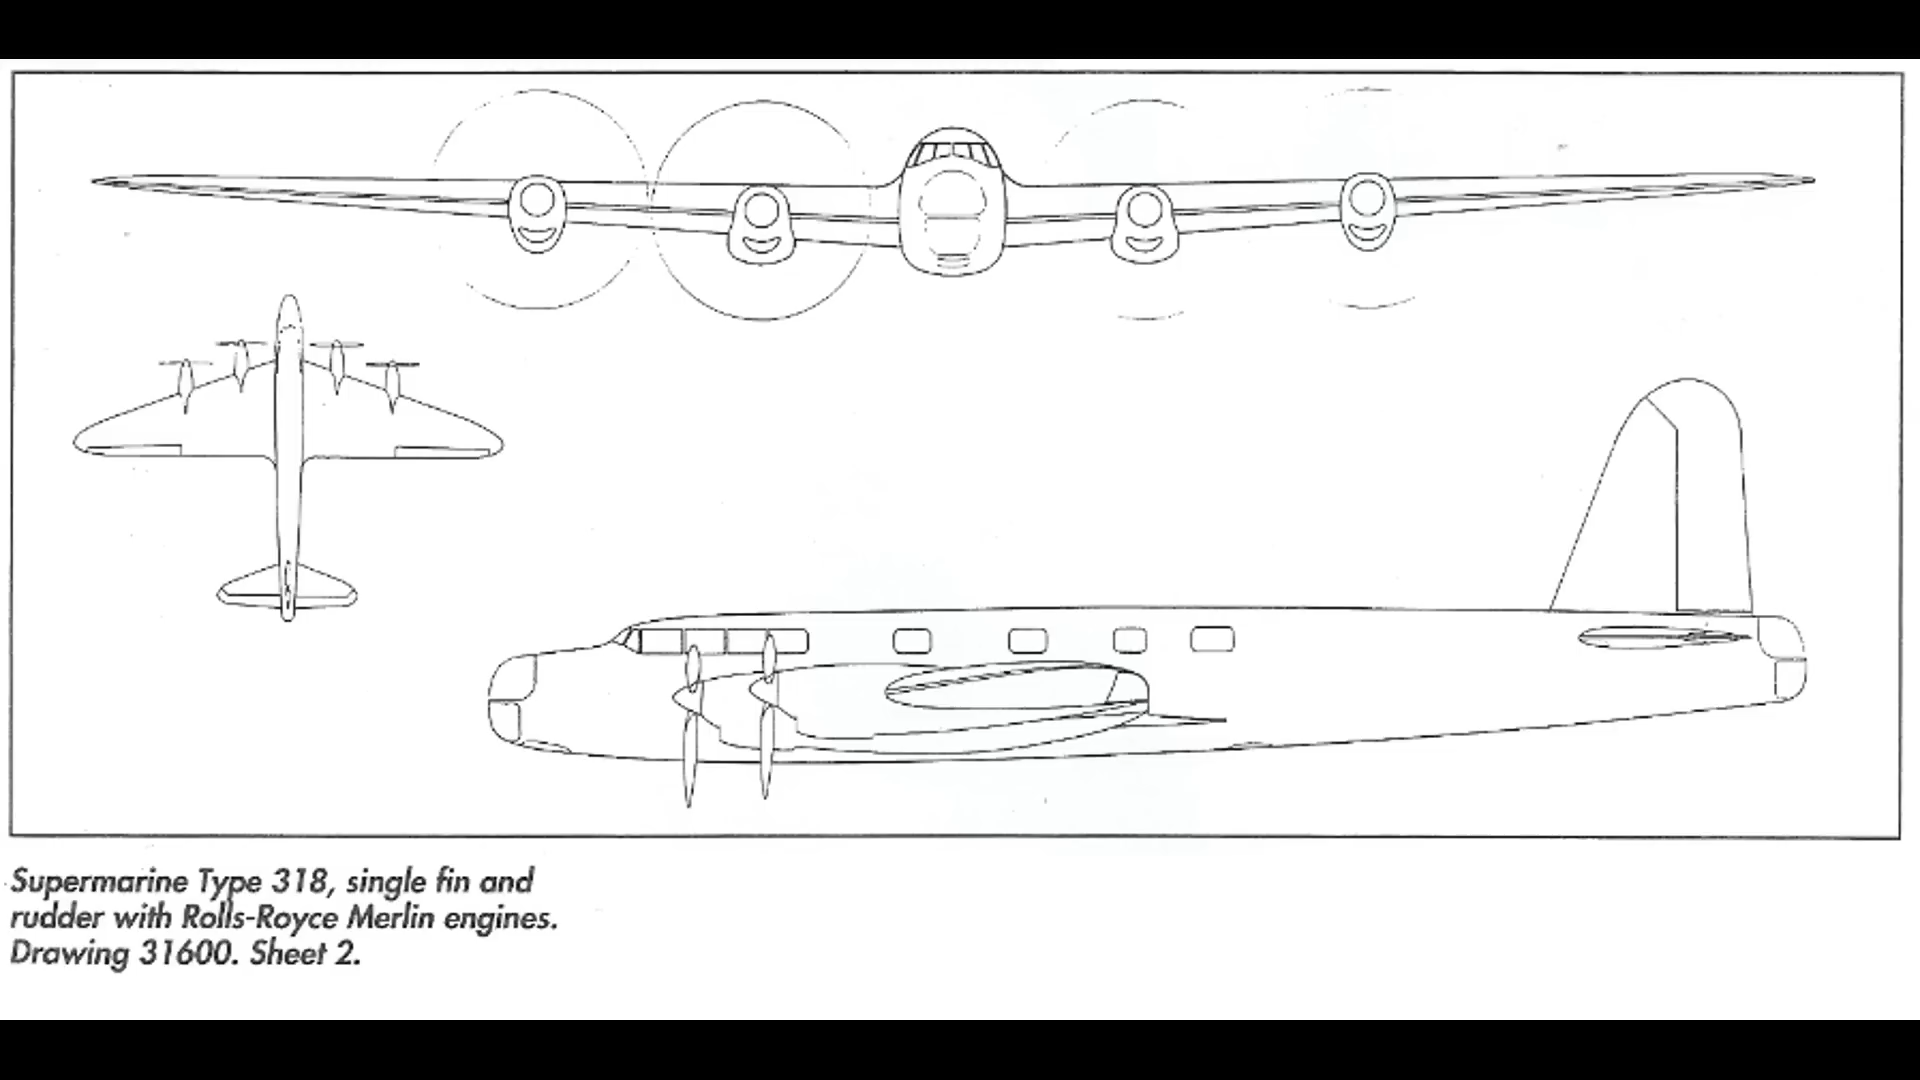 Supermarine Type 318, single fin and
rudder with Rolls-Royce Merlin engines.
Drawing 31600. Sheet 2.